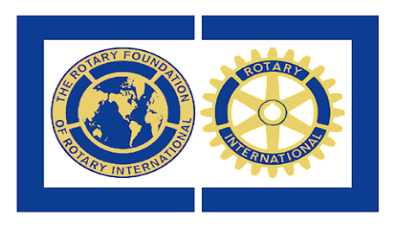 THE ROTARY FOUNDATION
OF ROTARY INTERNATIONAL
ROTARY
INTERNATIONAL